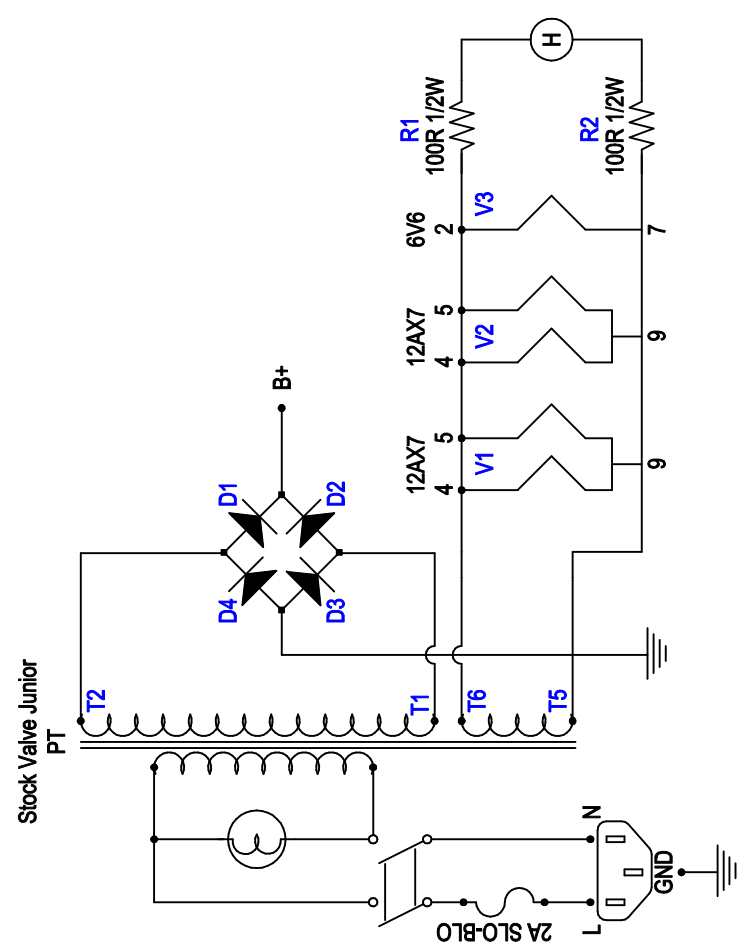 Stock Valve Junior
PT
T2
T1
T6
T5
D1
D2
D3
D4
B+
12AX7
4
5
V1
9
12AX7
4
5
V2
9
6V6
2
V3
7
R1
100R 1/2W
R2
100R 1/2W
H
2A SLO-BLO
L
N
GND